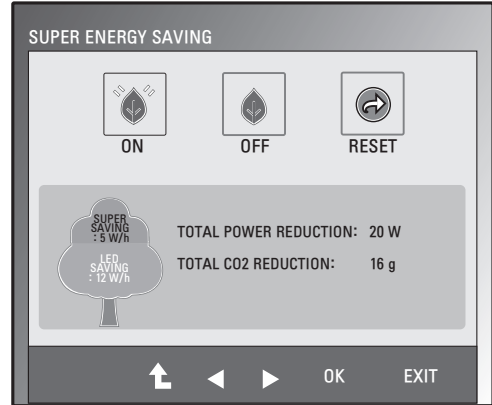 SUPER ENERGY SAVING
ON OFF RESET
SUPER
SAVING
: 5 W/h
LED
SAVING
: 12 W/h
TOTAL POWER REDUCTION: 20 W
TOTAL CO2 REDUCTION: 16 g
OK EXIT